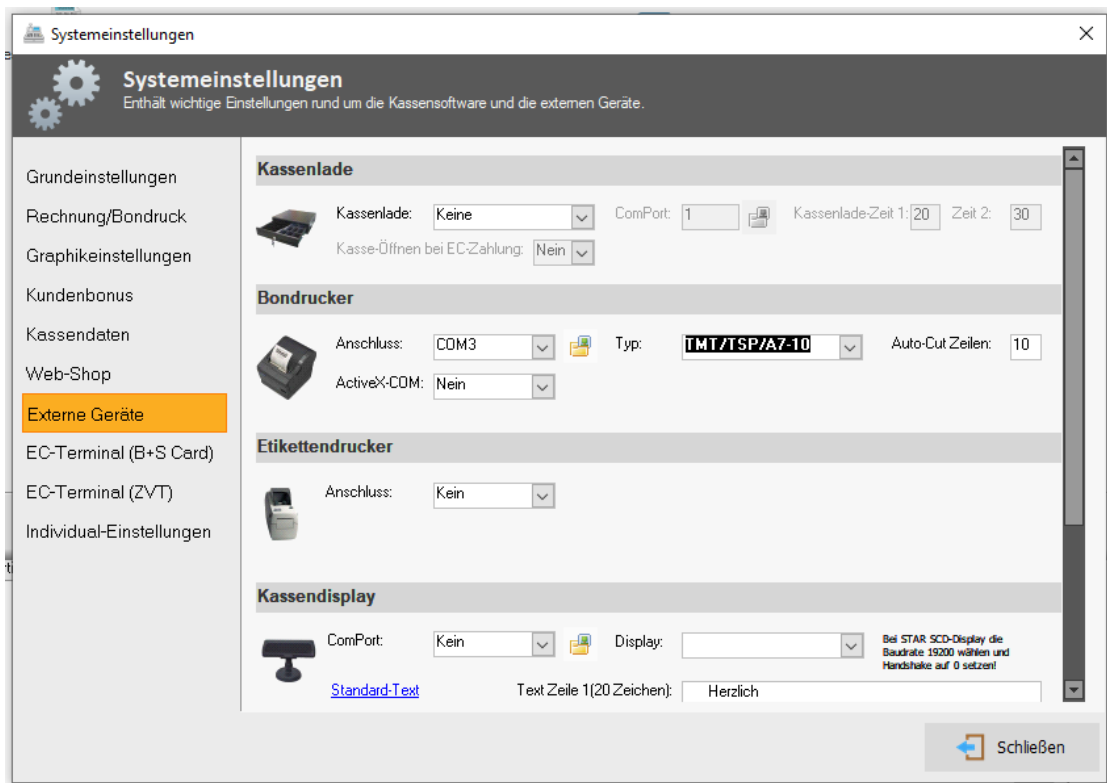 Systemeinstellungen
Systemeinstellungen
Enthält wichtige Einstellungen rund um die Kassensoftware und die externen Geräte.
Grundeinstellungen
Rechnung/Bondruck
Graphikeinstellungen
Kundenbonus
Kassendaten
Web-Shop
Externe Geräte
EC-Terminal (B+S Card)
EC-Terminal (ZVT)
Individual-Einstellungen
Kassenlade
Kassenlade: Keine ComPort: 1 Kassenlade-Zeit 1: 20 Zeit 2: 30
Kasse-Öffnen bei EC-Zahlung: Nein
Bondrucker
Anschluss: COM3 Typ: TMT/TSP/A7-10 Auto-Cut Zeilen: 10
ActiveX-COM: Nein
Etikettendrucker
Anschluss: Kein
Kassendisplay
ComPort: Kein Display:
Bei STAR SCD-Display die
Baudrate 19200 wählen und
Handshake auf 0 setzen!
Standard-Text Text Zeile 1(20 Zeichen): Herzlich
Schließen